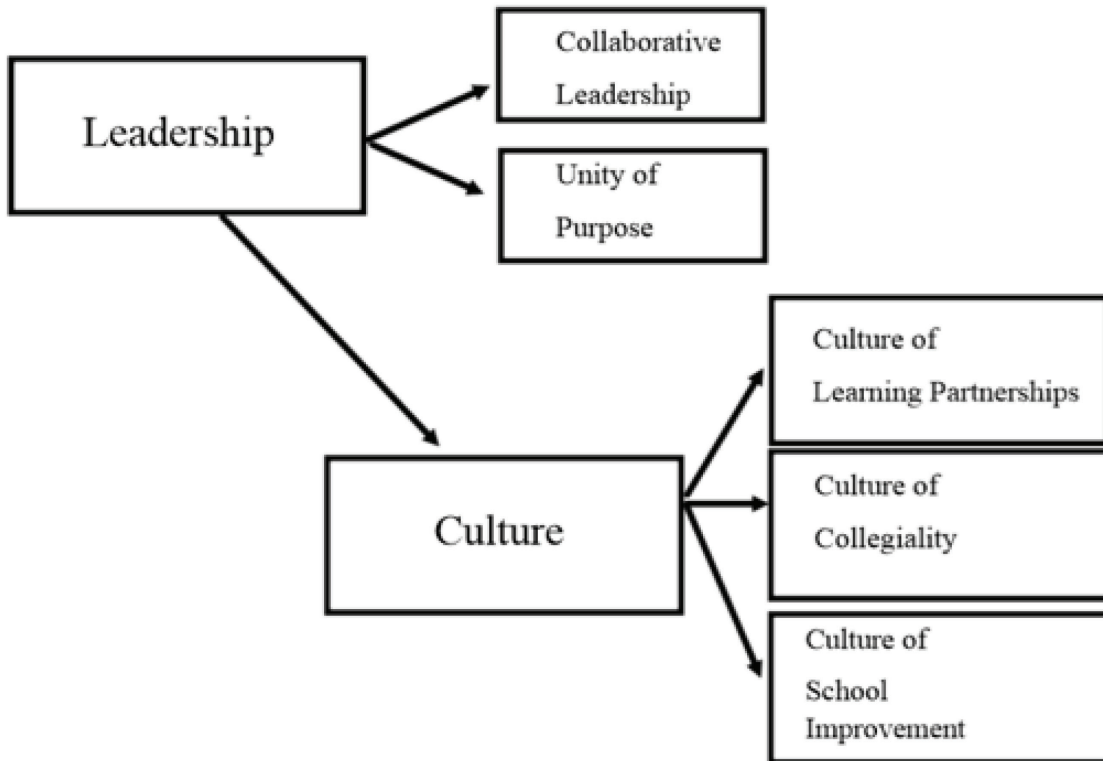 Collaborative
Leadership
Leadership
Unity of
Purpose
Culture of
Learning Partnerships
Culture
Culture of
Collegiality
Culture of
School
Improvement